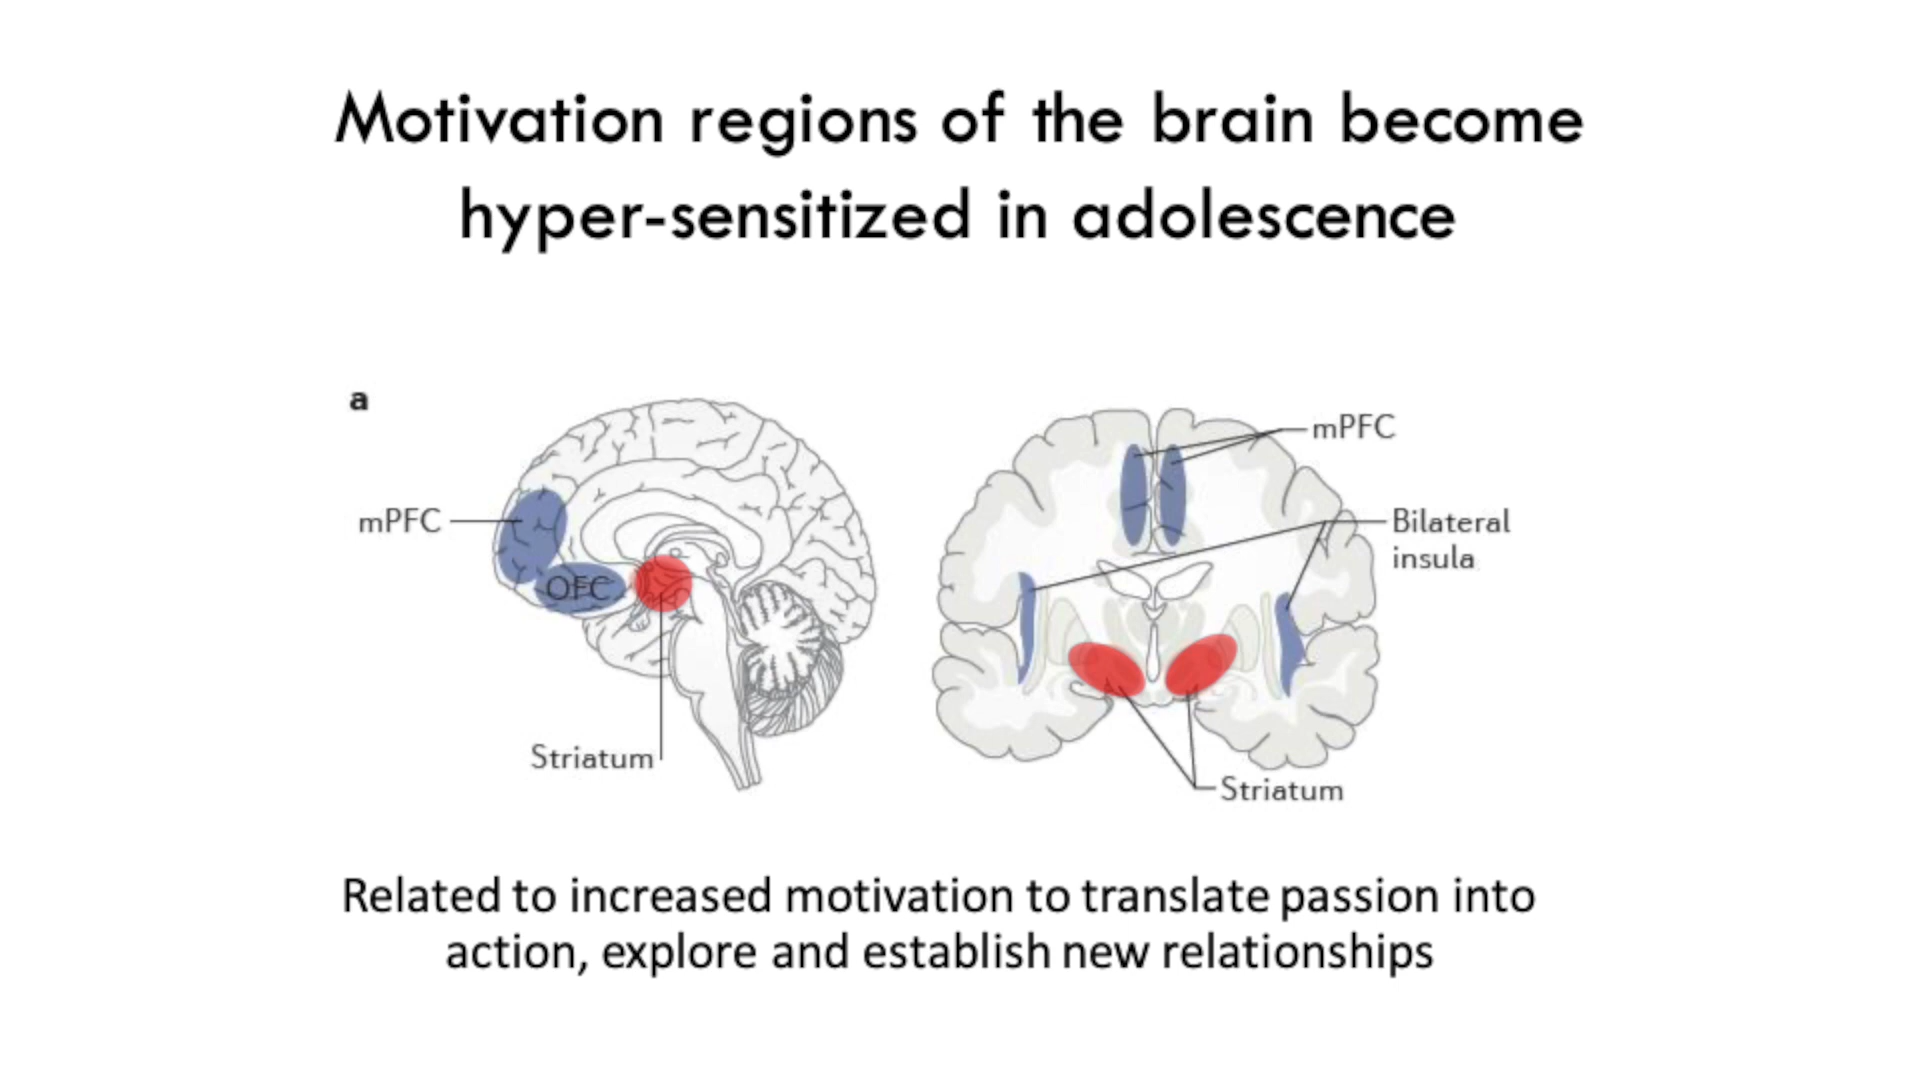 Motivation regions of the brain become
hyper-sensitized in adolescence
a
mPFC
OFC
Striatum
mPFC
Bilateral
insula
Striatum
Related to increased motivation to translate passion into
action, explore and establish new relationships